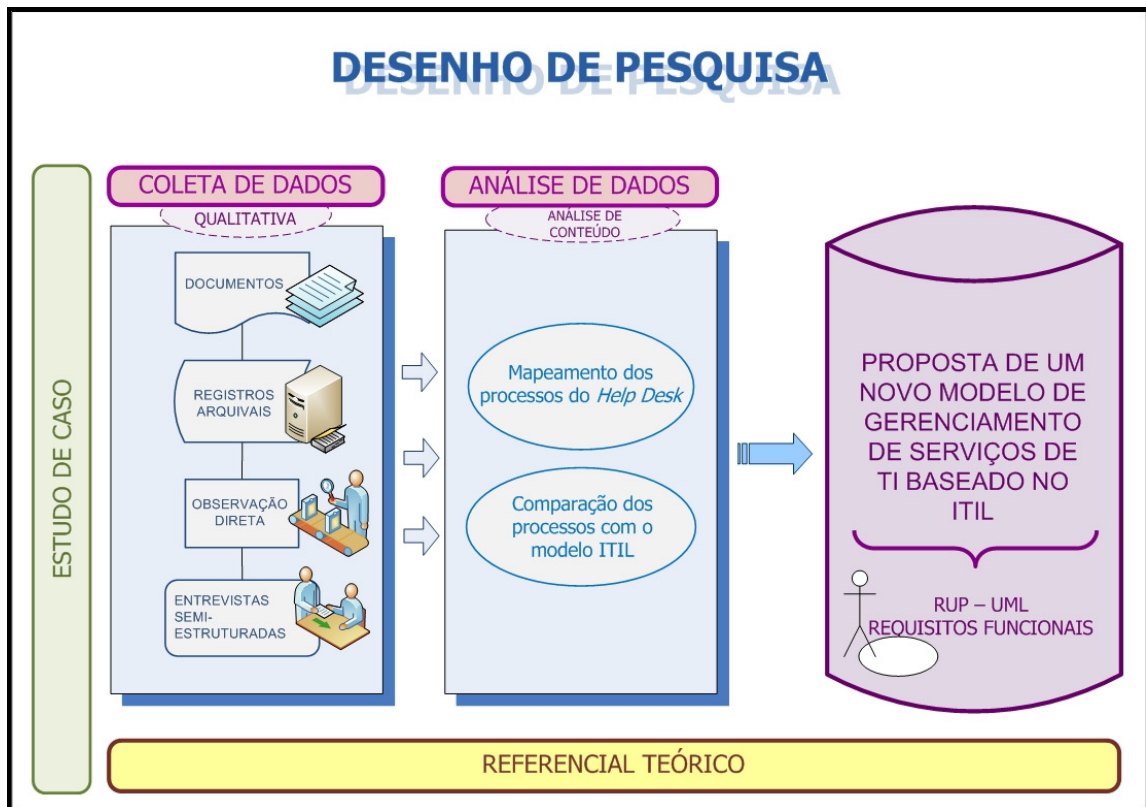 DESENHO DE PESQUISA
ESTUDO DE CASO
COLETA DE DADOS
QUALITATIVA
DOCUMENTOS
REGISTROS
ARQUIVAIS
OBSERVAÇÃO
DIRETA
ENTREVISTAS
SEMI-
ESTRUTURADAS
ANÁLISE DE DADOS
ANÁLISE DE
CONTEÚDO
Mapeamento dos
processos do Help Desk
Comparação dos
processos com o
modelo ITIL
PROPOSTA DE UM
NOVO MODELO DE
GERENCIAMENTO
DE SERVIÇOS DE
TI BASEADO NO
ITIL
RUP – UML
REQUISITOS FUNCIONAIS
REFERENCIAL TEÓRICO